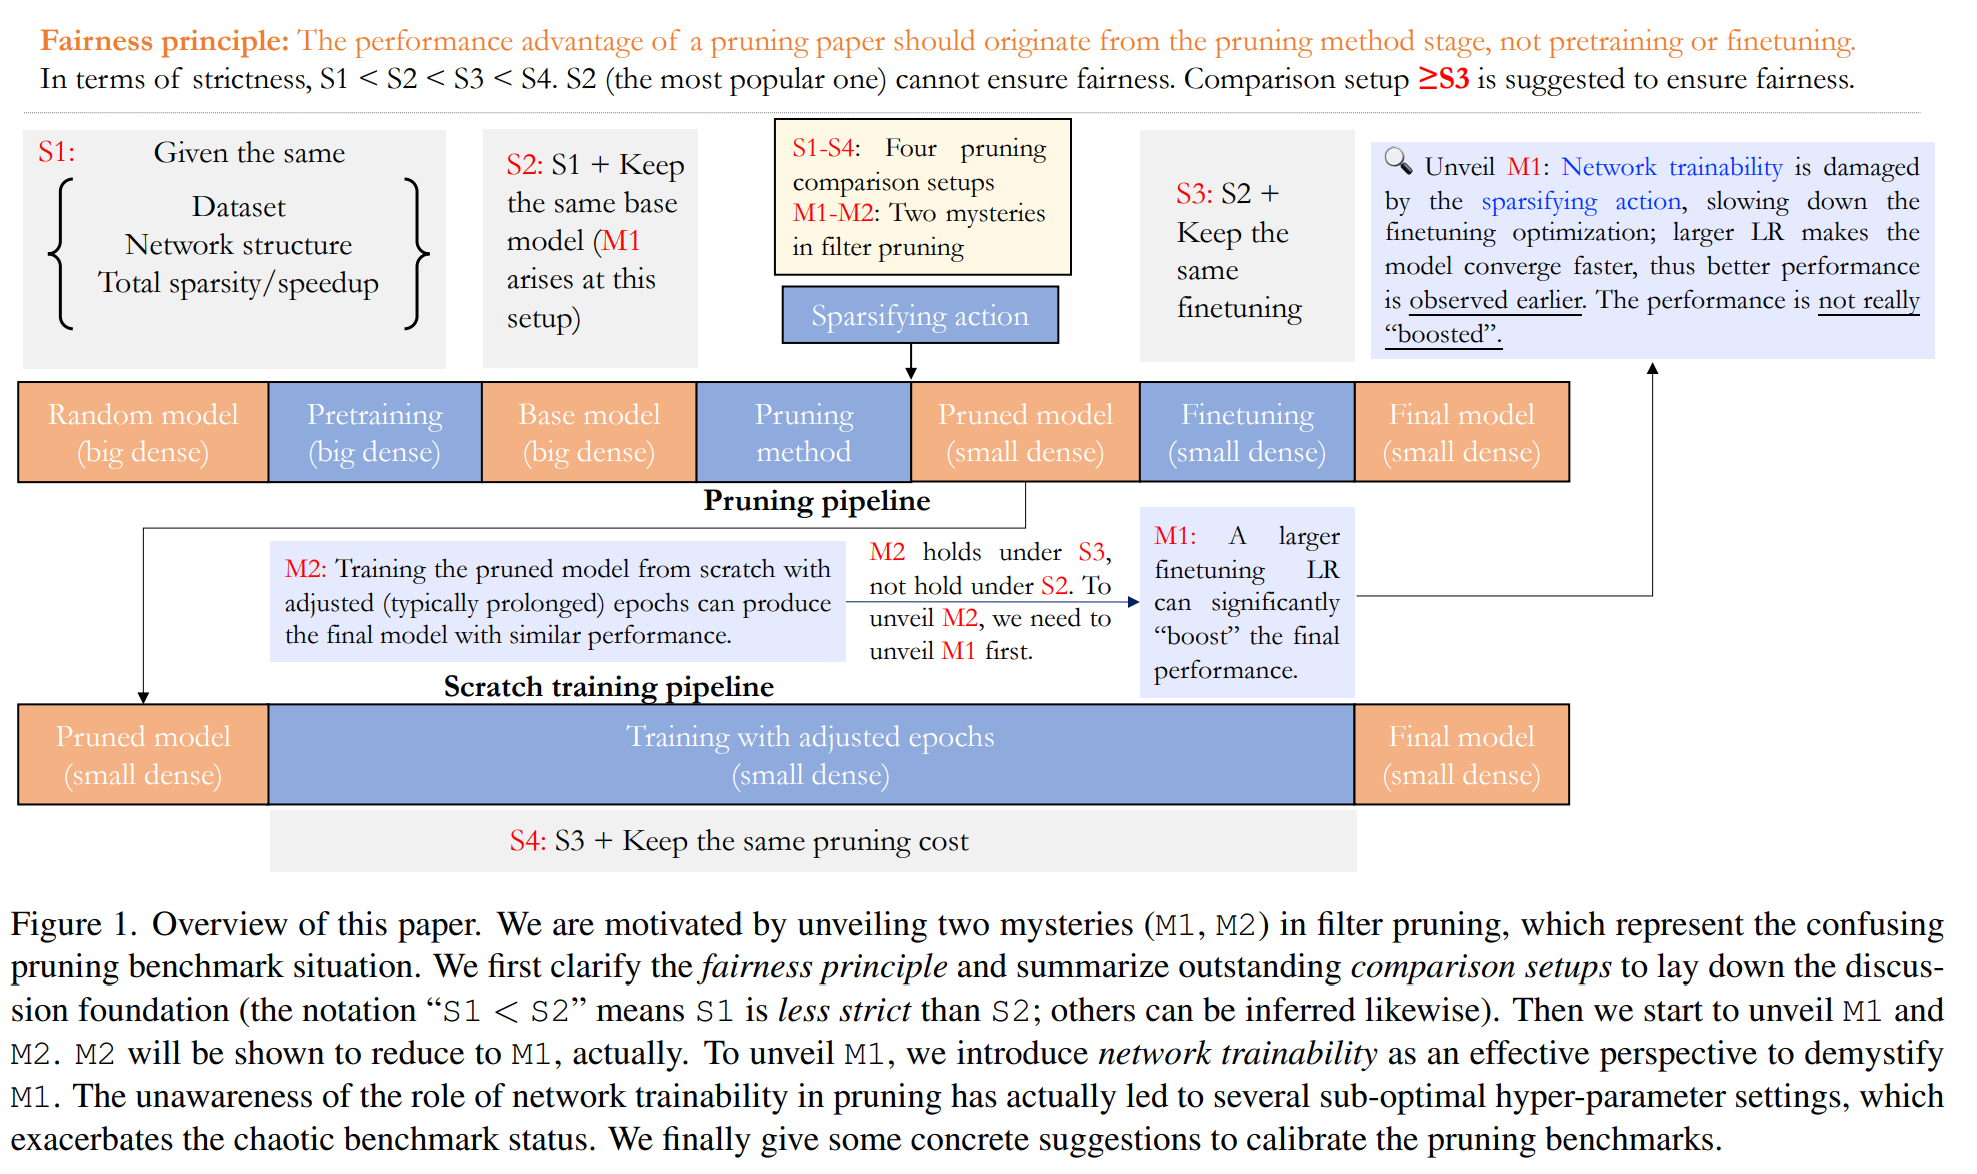 Fairness principle: The performance advantage of a pruning paper should originate from the pruning method stage, not pretraining or finetuning.
In terms of strictness, S1 < S2 < S3 < S4. S2 (the most popular one) cannot ensure fairness. Comparison setup ≥S3 is suggested to ensure fairness.
S1: Given the same
Dataset
Network structure
Total sparsity/speedup
S2: S1 + Keep
the same base
model (M1
arises at this
setup)
S1-S4: Four pruning
comparison setups
M1-M2: Two mysteries
in filter pruning
Sparsifying action
S3: S2 +
Keep the
same
finetuning
Unveil M1: Network trainability is damaged
by the sparsifying action, slowing down the
finetuning optimization; larger LR makes the
model converge faster, thus better performance
is observed earlier. The performance is not really
“boosted”.
Random model
(big dense)
Pretraining
(big dense)
Base model
(big dense)
Pruning
method
Pruned model
(small dense)
Finetuning
(small dense)
Final model
(small dense)
Pruning pipeline
M2: Training the pruned model from scratch with
adjusted (typically prolonged) epochs can produce
the final model with similar performance.
M2 holds under S3,
not hold under S2. To
unveil M2, we need to
unveil M1 first.
M1: A larger
finetuning LR
can significantly
“boost” the final
performance.
Scratch training pipeline
Pruned model
(small dense)
Training with adjusted epochs
(small dense)
Final model
(small dense)
S4: S3 + Keep the same pruning cost
Figure 1. Overview of this paper. We are motivated by unveiling two mysteries (M1, M2) in filter pruning, which represent the confusing
pruning benchmark situation. We first clarify the fairness principle and summarize outstanding comparison setups to lay down the discus-
sion foundation (the notation “S1 < S2” means S1 is less strict than S2; others can be inferred likewise). Then we start to unveil M1 and
M2. M2 will be shown to reduce to M1, actually. To unveil M1, we introduce network trainability as an effective perspective to demystify
M1. The unawareness of the role of network trainability in pruning has actually led to several sub-optimal hyper-parameter settings, which
exacerbates the chaotic benchmark status. We finally give some concrete suggestions to calibrate the pruning benchmarks.